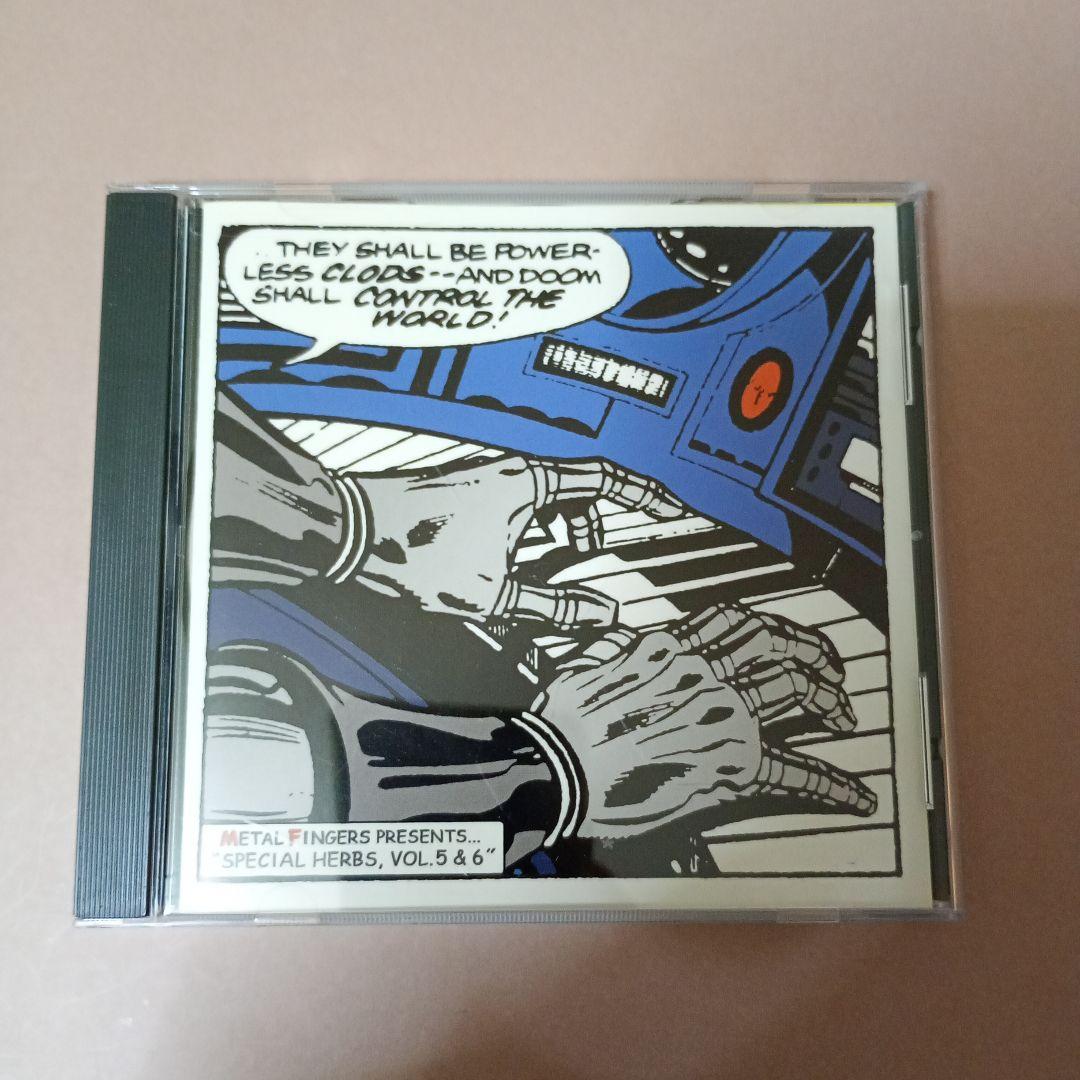 THEY SHALL BE POWER-
LESS CLODS--AND DOOM
SHALL CONTROL THE
WORLD!
METAL FINGERS PRESENTS...
"SPECIAL HERBS, VOL.5 & 6"